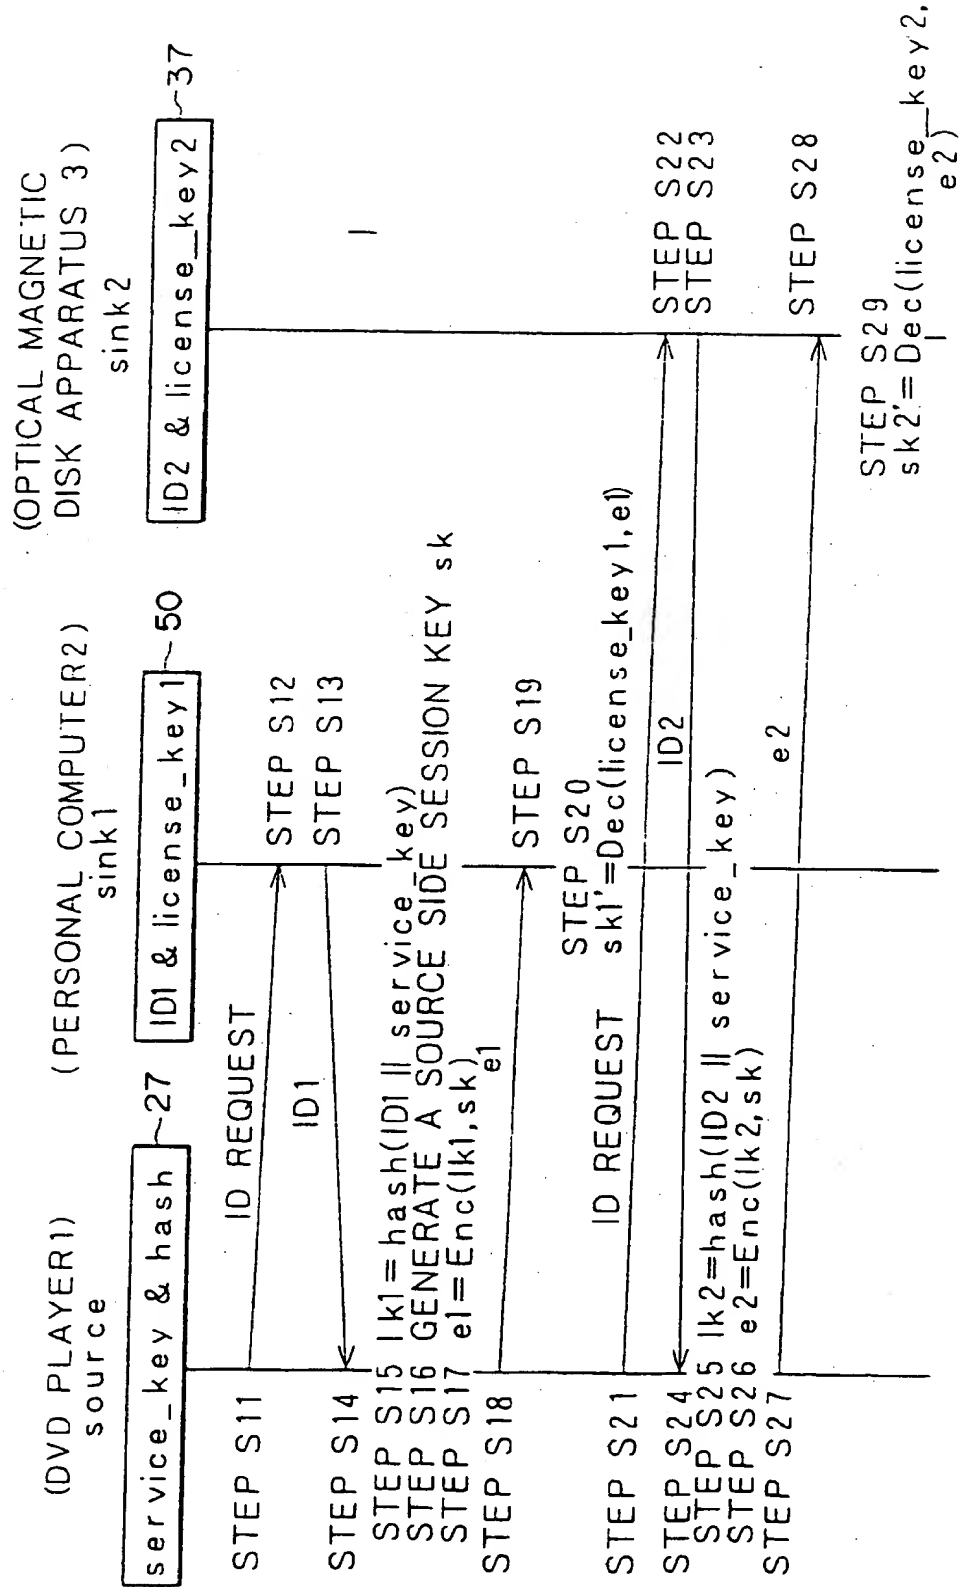 (DVD PLAYER1)
source
service_key & hash
27
(PERSONAL COMPUTER2)
sink1
ID1 & license_key1
50
(OPTICAL MAGNETIC
DISK APPARATUS 3)
sink2
ID2 & license_key2
37
STEP S11
ID REQUEST
STEP S12
STEP S13
ID1
STEP S14
STEP S15 lk1=hash(ID1 || service_key)
STEP S16 GENERATE A SOURCE SIDE SESSION KEY sk
STEP S17 e1=Enc(lk1,sk)
STEP S18
e1
STEP S19
STEP S20
sk1'=Dec(license_key1,e1)
STEP S21
ID REQUEST
STEP S22
STEP S23
ID2
STEP S24
STEP S25 lk2=hash(ID2 || service_key)
STEP S26 e2=Enc(lk2,sk)
STEP S27
e2
STEP S28
STEP S29
sk2'=Dec(license_key2,
e2)